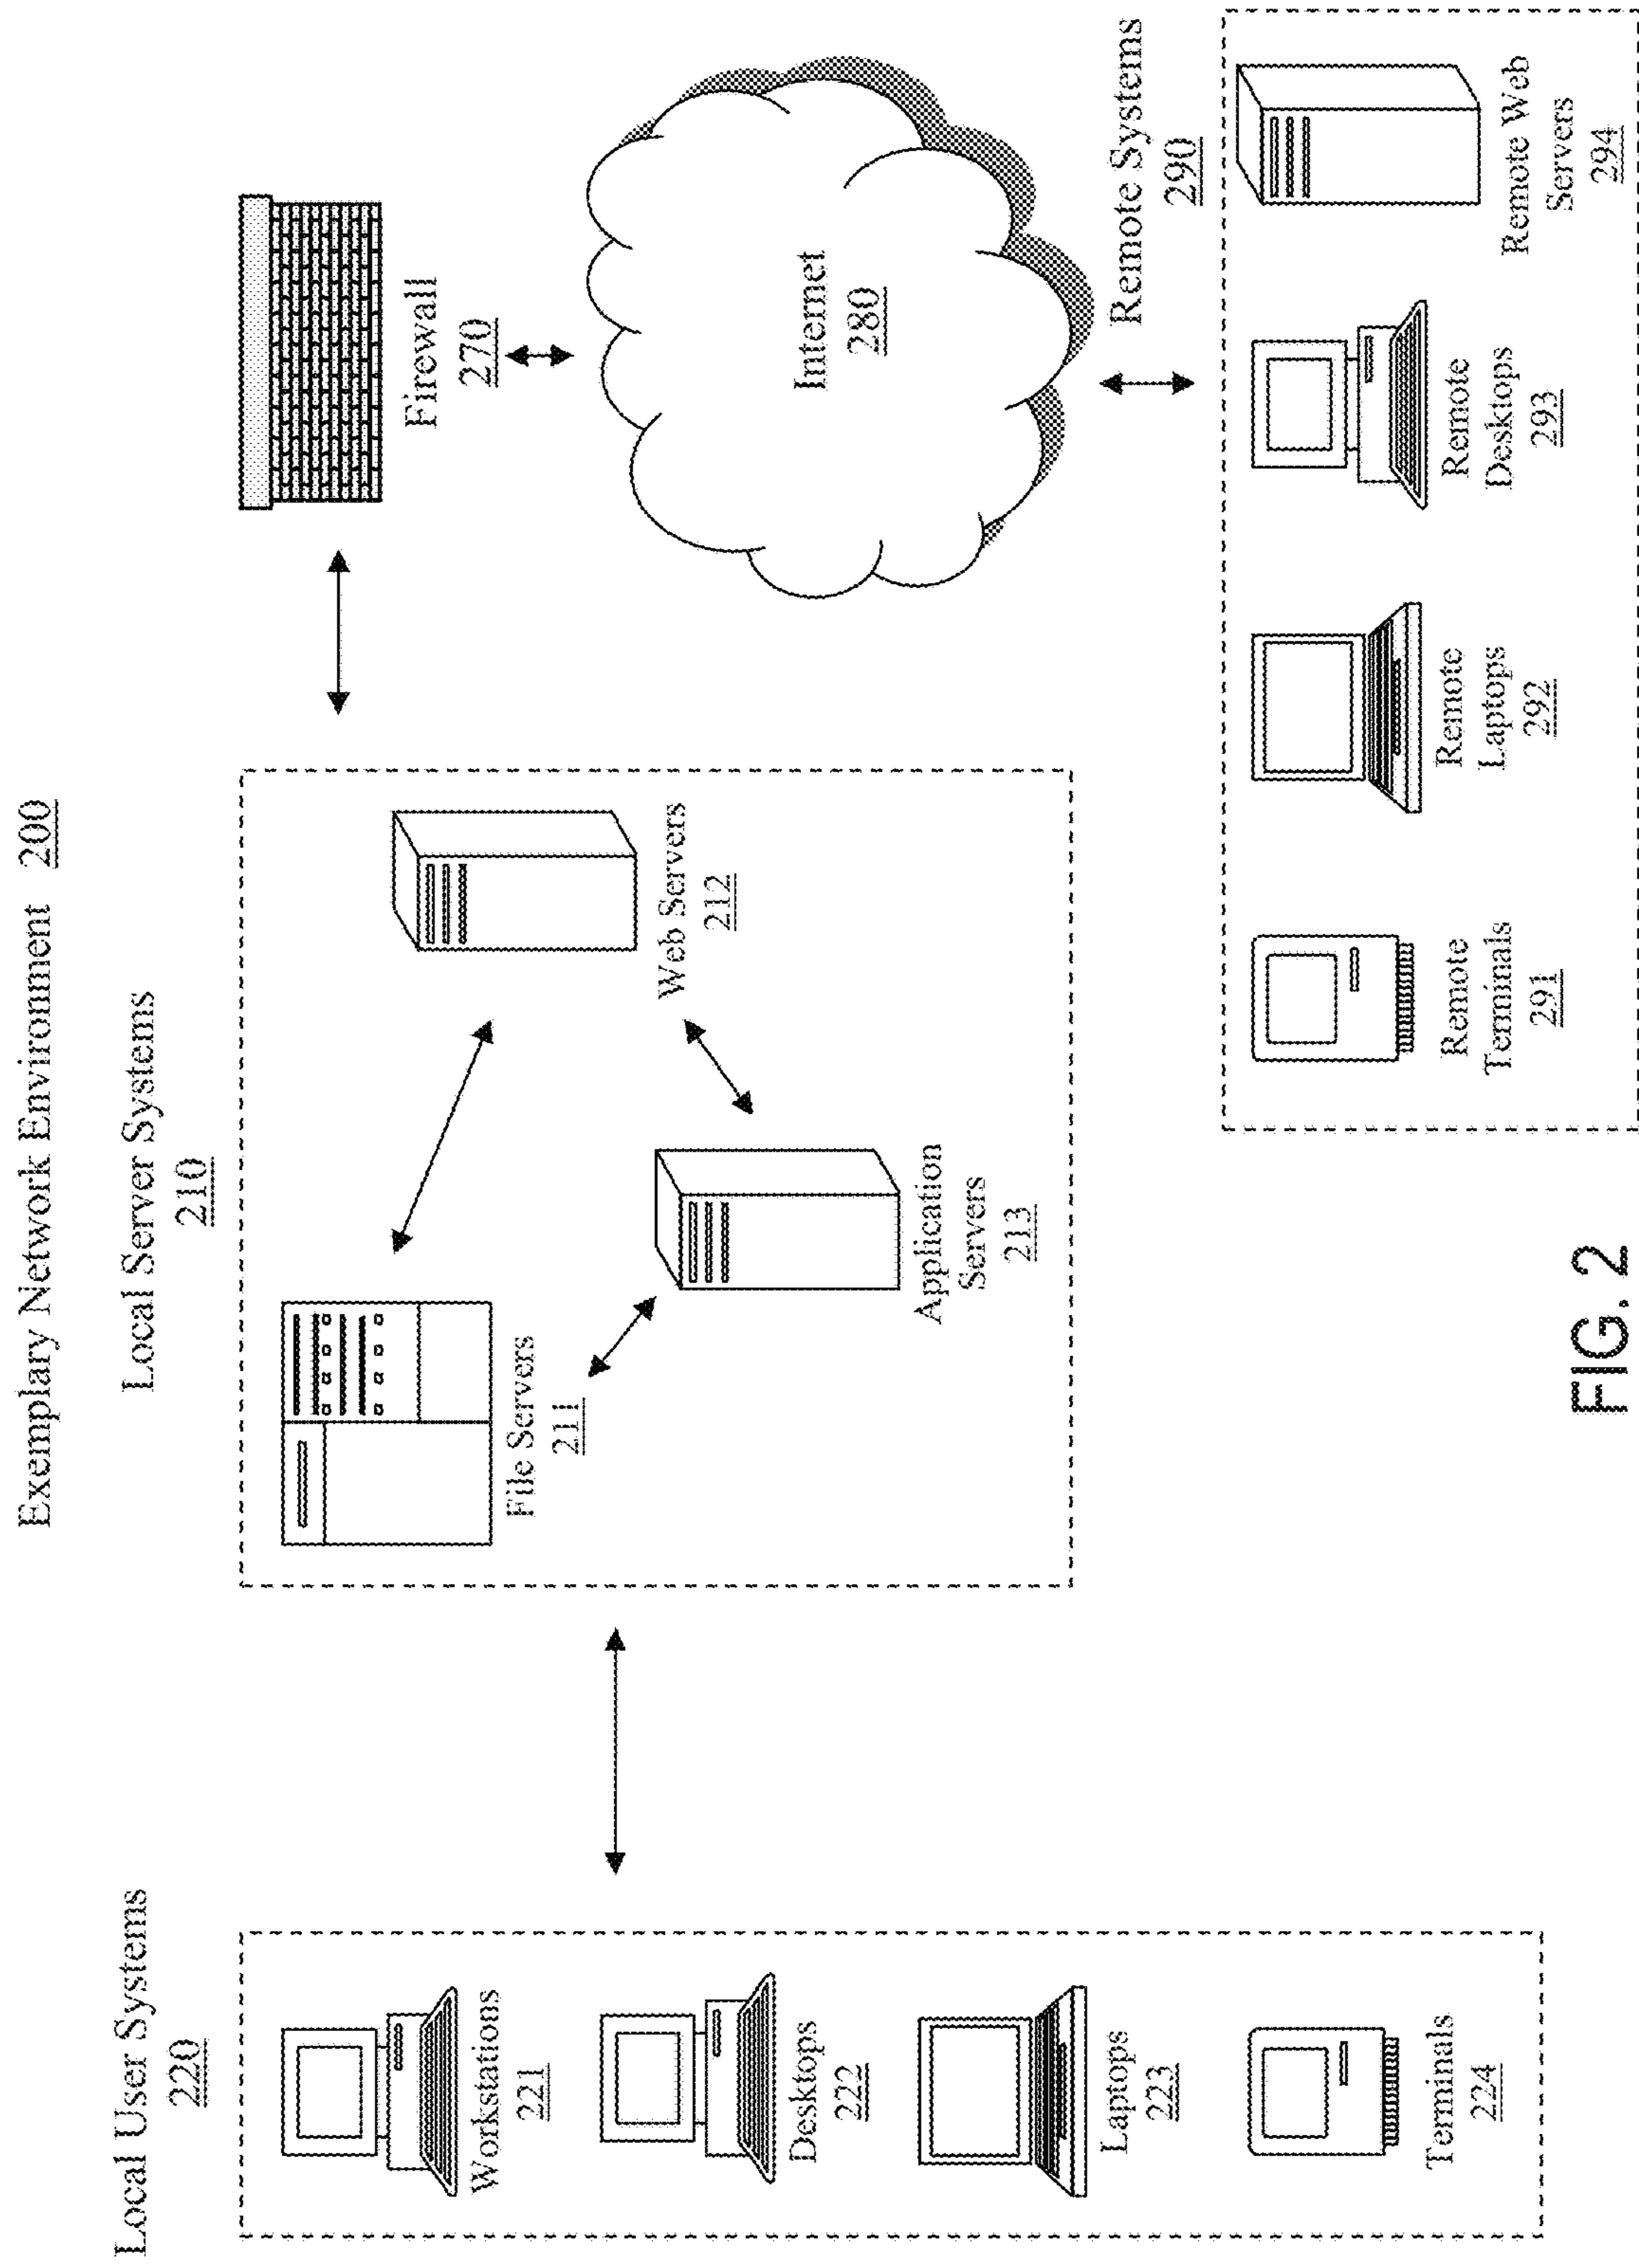 Exemplary Network Environment 200
Local User Systems
220
Workstations
221
Desktops
222
Laptops
223
Terminals
224
Local Server Systems
210
File Servers
211
Web Servers
212
Application
Servers
213
Firewall
270
Internet
280
Remote Systems
290
Remote
Terminals
291
Remote
Laptops
292
Remote
Desktops
293
Remote Web
Servers
294
FIG. 2